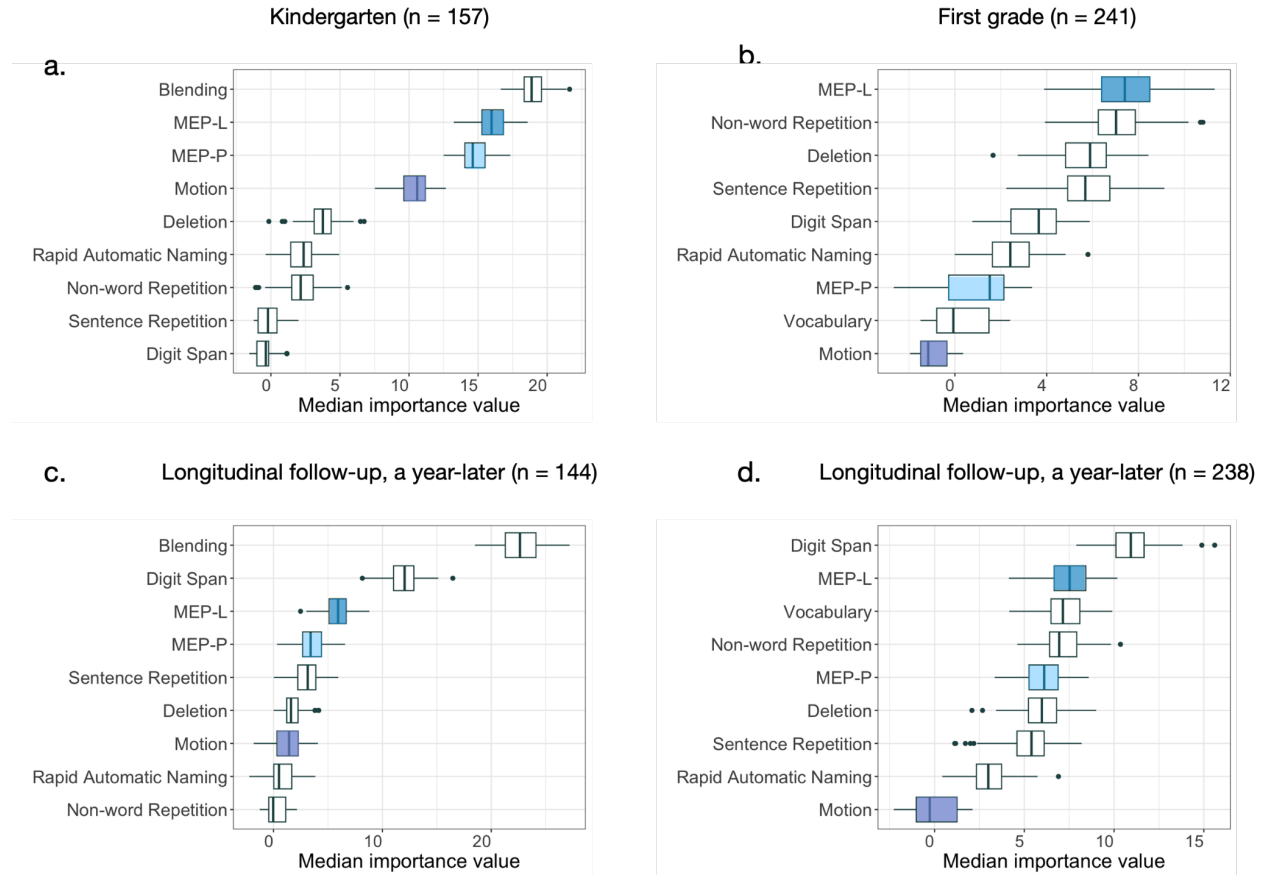 Kindergarten (n = 157)
a.
Blending
MEP-L
MEP-P
Motion
Deletion
Rapid Automatic Naming
Non-word Repetition
Sentence Repetition
Digit Span
0 5 10 15 20
Median importance value
First grade (n = 241)
b.
MEP-L
Non-word Repetition
Deletion
Sentence Repetition
Digit Span
Rapid Automatic Naming
MEP-P
Vocabulary
Motion
0 4 8 12
Median importance value
c.
Longitudinal follow-up, a year-later (n = 144)
Blending
Digit Span
MEP-L
MEP-P
Sentence Repetition
Deletion
Motion
Rapid Automatic Naming
Non-word Repetition
0 10 20
Median importance value
d.
Longitudinal follow-up, a year-later (n = 238)
Digit Span
MEP-L
Vocabulary
Non-word Repetition
MEP-P
Deletion
Sentence Repetition
Rapid Automatic Naming
Motion
0 5 10 15
Median importance value